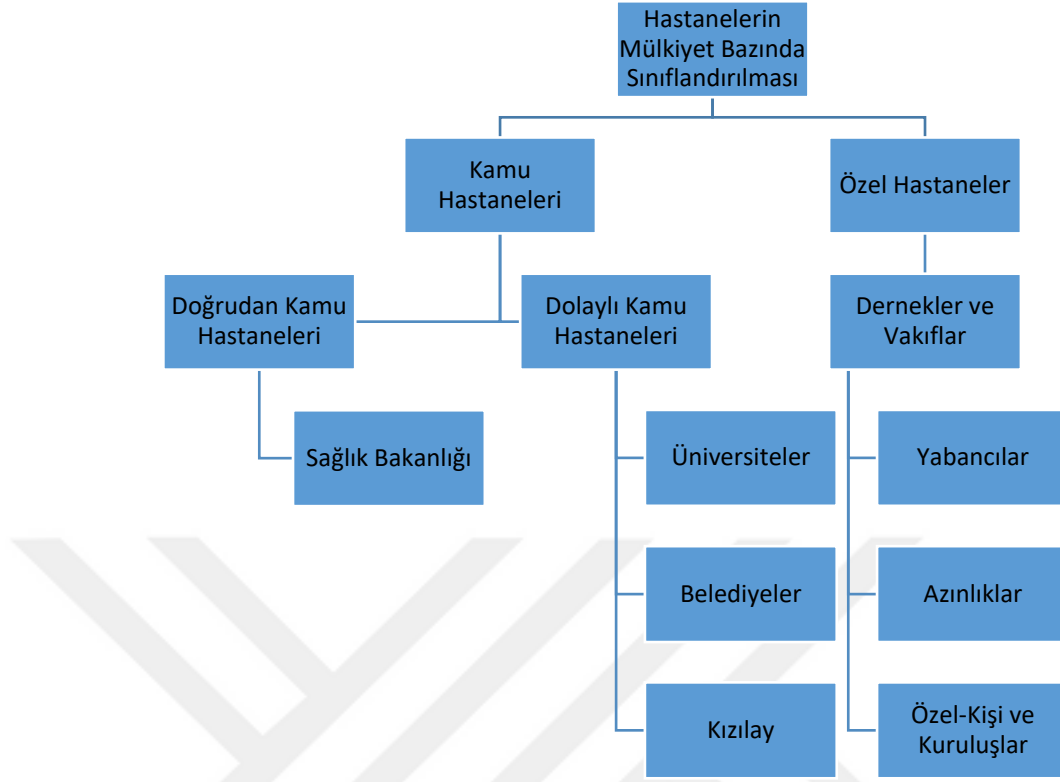 Hastanelerin
Mülkiyet Bazında
Sınıflandırılması
Kamu
Hastaneleri
Özel Hastaneler
Doğrudan Kamu
Hastaneleri
Dolaylı Kamu
Hastaneleri
Dernekler ve
Vakıflar
Sağlık Bakanlığı
Üniversiteler
Yabancılar
Belediyeler
Azınlıklar
Kızılay
Özel-Kişi ve
Kuruluşlar